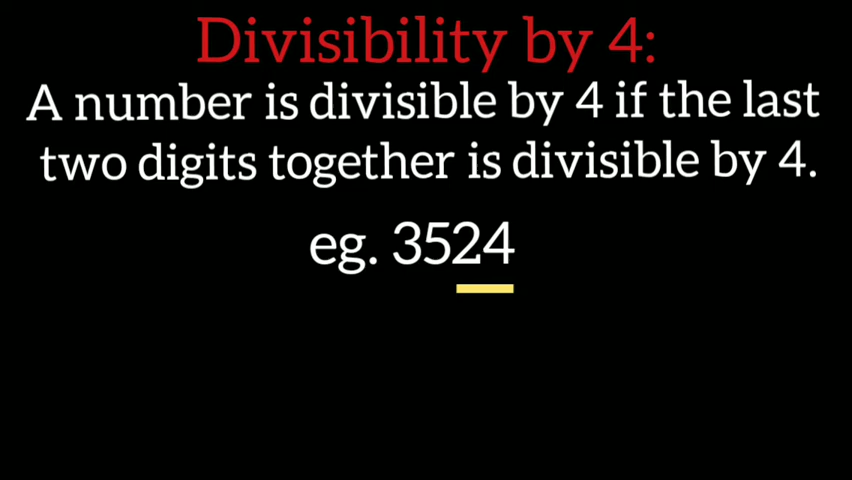 Divisibility by 4:
A number is divisible by 4 if the last
two digits together is divisible by 4.
eg. 3524